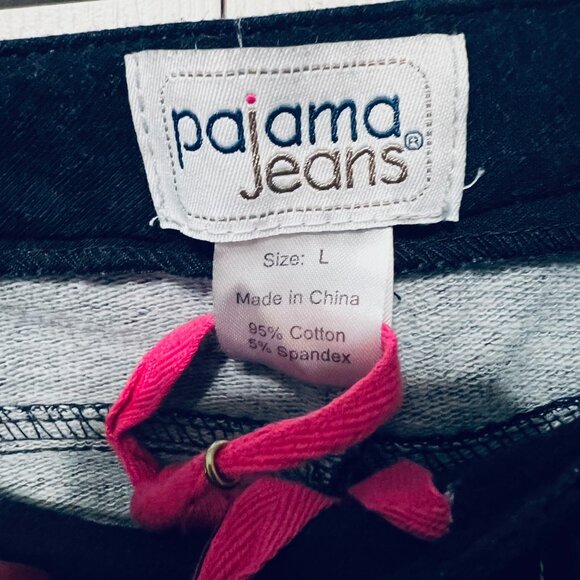 pajama
jeans®
Size: L
Made in China
95% Cotton
5% Spandex